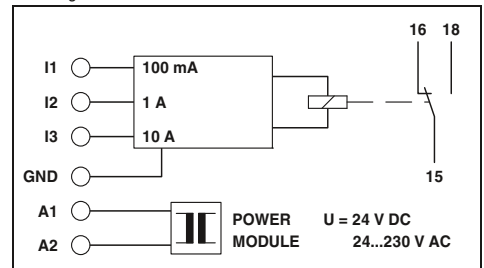 16 18
I1 100 mA
I2 1 A
I3 10 A
GND
15
A1
A2
POWER U = 24 V DC
MODULE 24...230 V AC